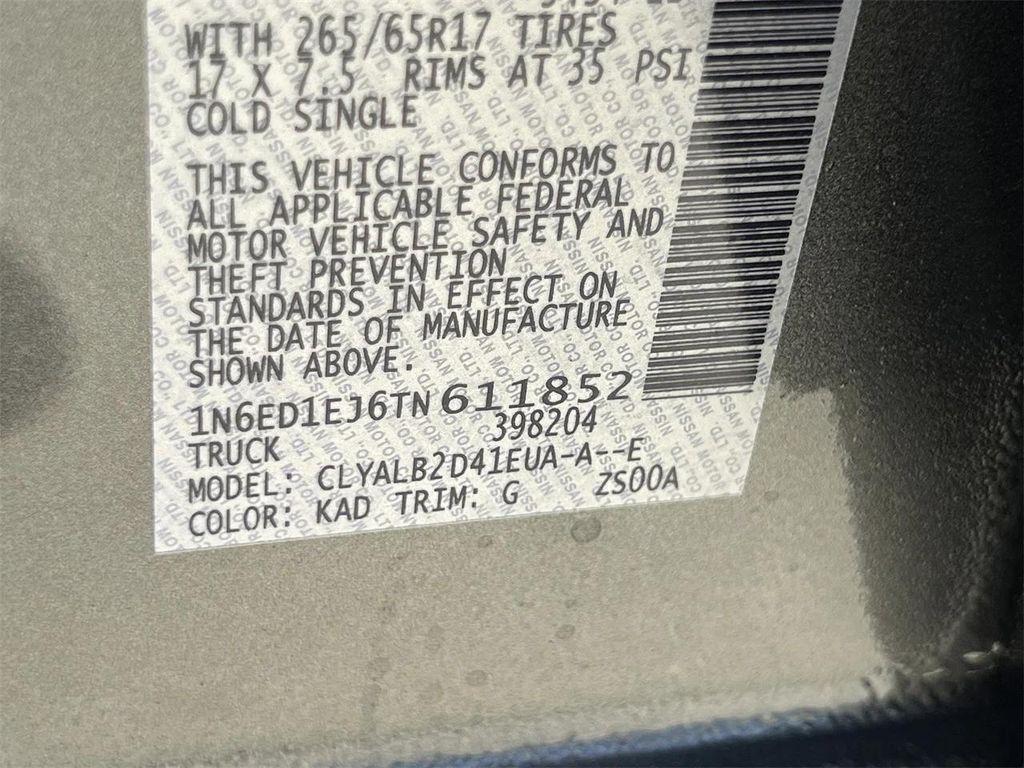 WITH 265/65R17 TIRES
17 X 7.5 RIMS AT 35 PSI
COLD SINGLE
THIS VEHICLE CONFORMS TO
ALL APPLICABLE FEDERAL
MOTOR VEHICLE SAFETY AND
THEFT PREVENTION
STANDARDS IN EFFECT ON
THE DATE OF MANUFACTURE
SHOWN ABOVE.
1N6ED1EJ6TN611852
398204
TRUCK
MODEL: CLYALB2D41EUA-A--E
COLOR: KAD TRIM: G ZS00A